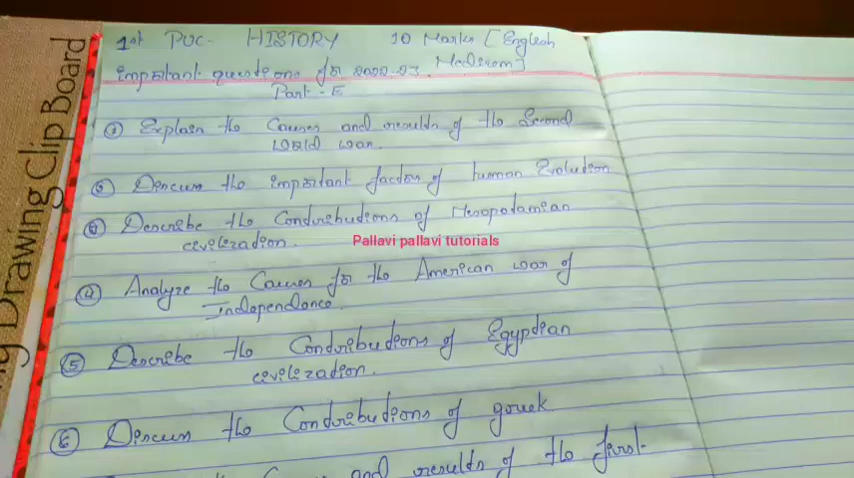 Drawing Clip Board
1st PUC- HISTORY 10 Marks [English
Important questions for 2022-23 Medium]
Part - E
① Explain the Causes and results of the Second
World war.
② Discuss the important factors of human Evolution
③ Describe the Contributions of Mesopotamian
civilization.
Pallavi pallavi tutorials
④ Analyze the Causes for the American war of
Independence.
⑤ Describe the Contributions of Egyptian
civilization.
⑥ Discuss the Contributions of greek
and results of the first